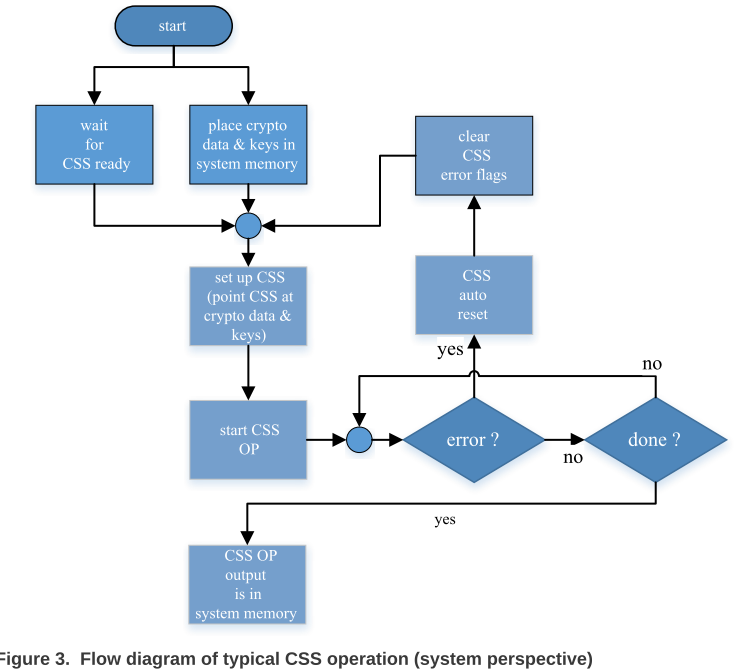 start
wait
for
CSS ready
place crypto
data & keys in
system memory
clear
CSS
error flags
set up CSS
(point CSS at
crypto data &
keys)
CSS
auto
reset
yes
no
start CSS
OP
error ?
done ?
no
yes
CSS OP
output
is in
system memory
Figure 3. Flow diagram of typical CSS operation (system perspective)